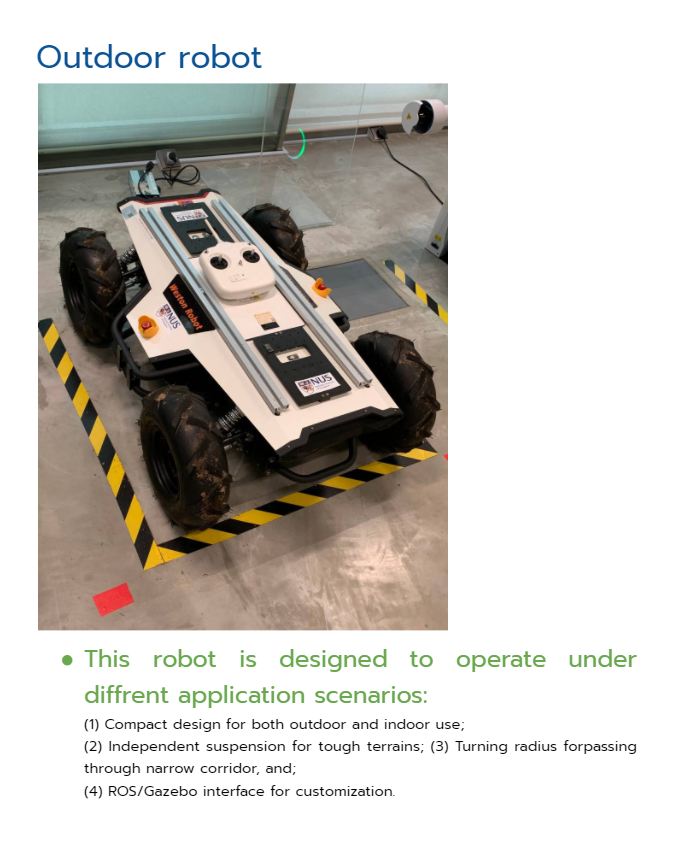 Outdoor robot
NUS
Weston Robot
NUS
NUS
● This robot is designed to operate under
diffrent application scenarios:
(1) Compact design for both outdoor and indoor use;
(2) Independent suspension for tough terrains; (3) Turning radius forpassing
through narrow corridor, and;
(4) ROS/Gazebo interface for customization.